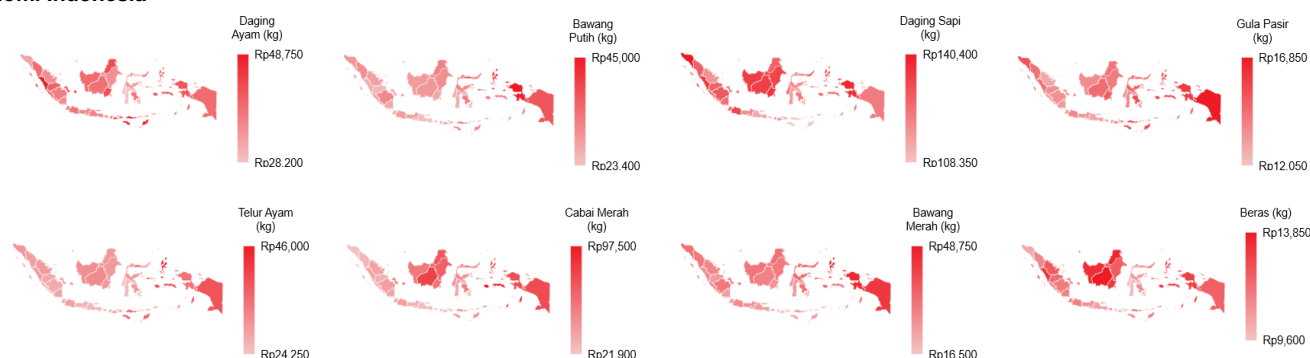 Daging
Ayam (kg)
Rp48,750
Rp28.200
Bawang
Putih (kg)
Rp45,000
Rp23.400
Daging Sapi
(kg)
Rp140,400
Rp108.350
Gula Pasir
(kg)
Rp16,850
Rp12.050
Telur Ayam
(kg)
Rp46,000
Rp24,250
Cabai Merah
(kg)
Rp97,500
Rp21,900
Bawang
Merah (kg)
Rp48,750
Rp16,500
Beras (kg)
Rp13,850
Rp9,600